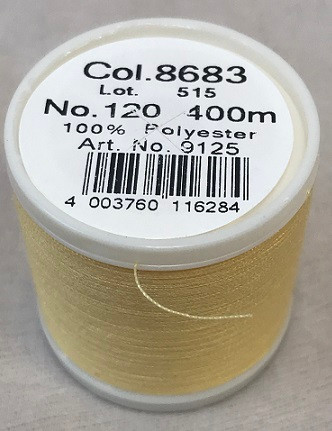 Col.8683
Lot. 515
No.120 400m
100% Polyester
Art. No. 9125
4 003760 116284